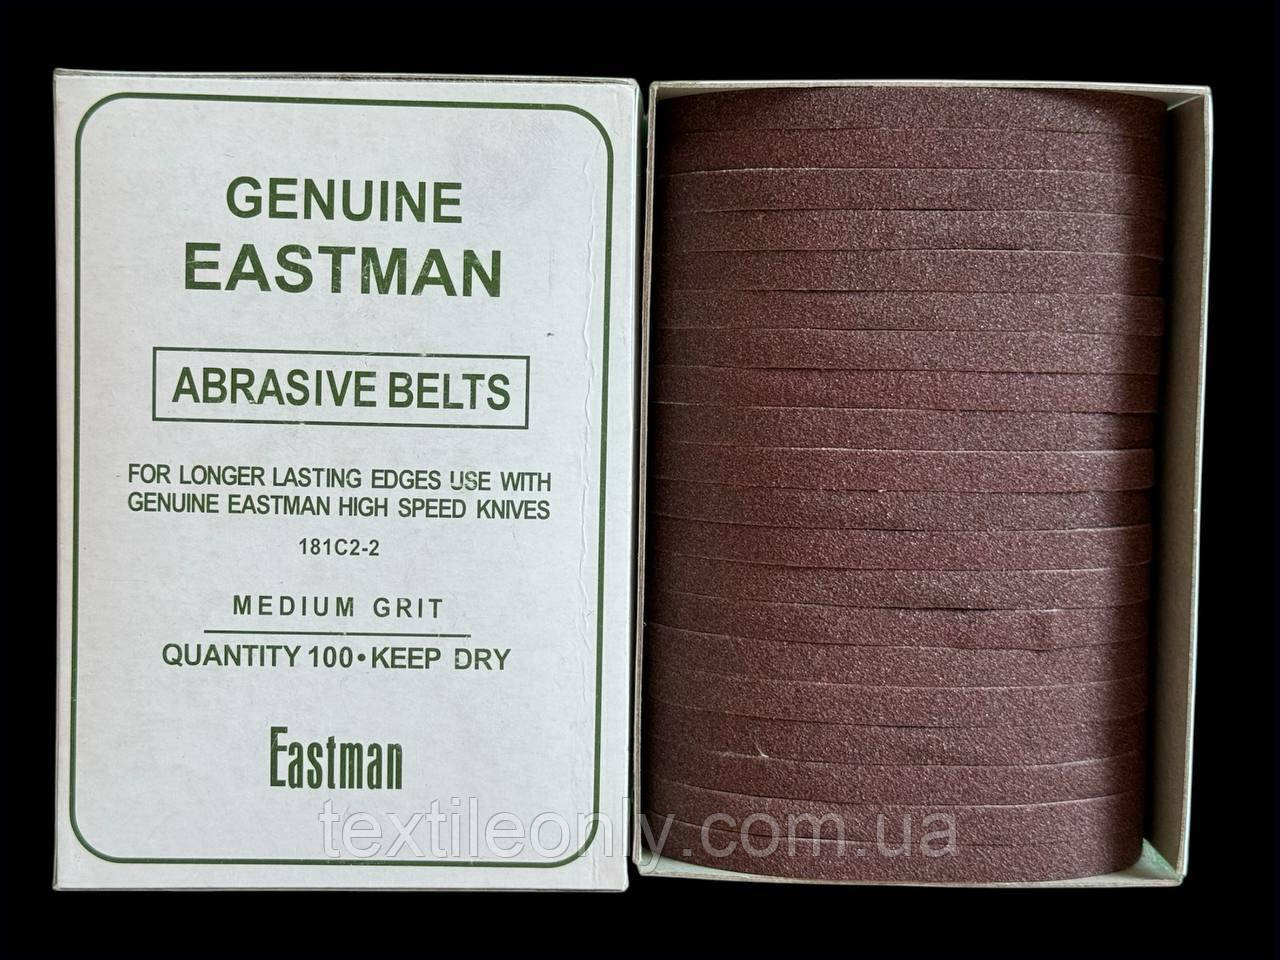 GENUINE
EASTMAN
ABRASIVE BELTS
FOR LONGER LASTING EDGES USE WITH
GENUINE EASTMAN HIGH SPEED KNIVES
181C2-2
MEDIUM GRIT
QUANTITY 100 • KEEP DRY
Eastman
textileonly.com.ua